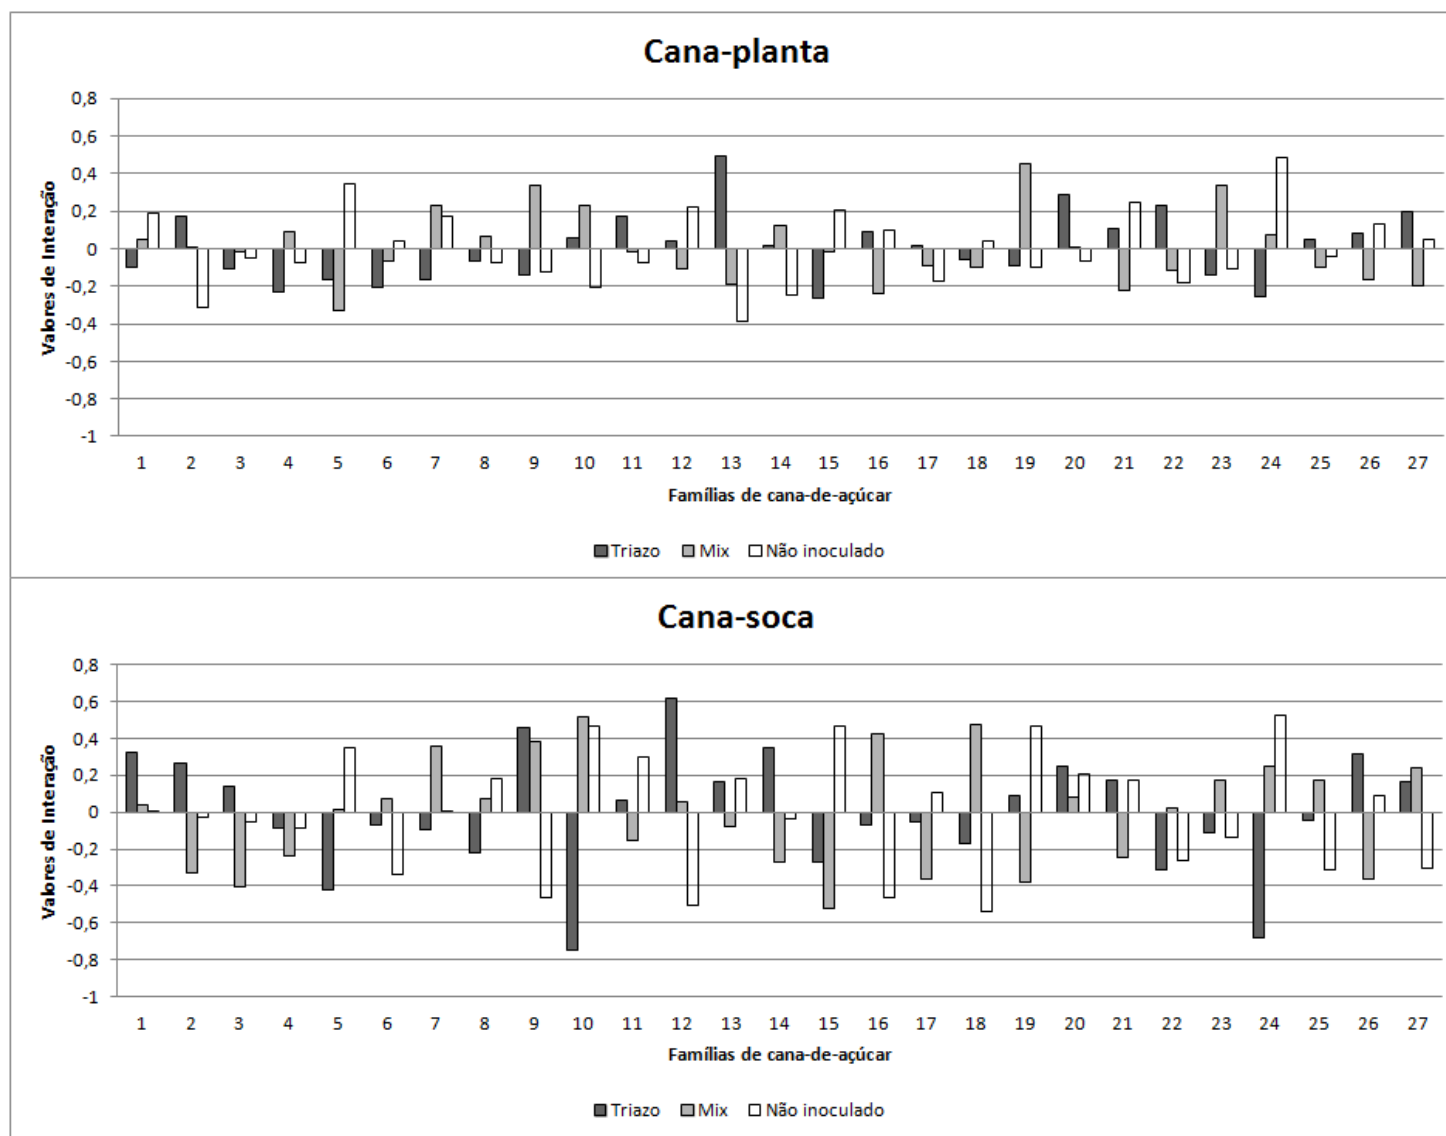 Cana-planta
0,8
0,6
0,4
0,2
0
-0,2
-0,4
-0,6
-0,8
-1
Valores de Interação
1 2 3 4 5 6 7 8 9 10 11 12 13 14 15 16 17 18 19 20 21 22 23 24 25 26 27
Famílias de cana-de-açúcar
Triazo Mix Não inoculado
Cana-soca
0,8
0,6
0,4
0,2
0
-0,2
-0,4
-0,6
-0,8
-1
Valores de Interação
1 2 3 4 5 6 7 8 9 10 11 12 13 14 15 16 17 18 19 20 21 22 23 24 25 26 27
Famílias de cana-de-açúcar
Triazo Mix Não inoculado